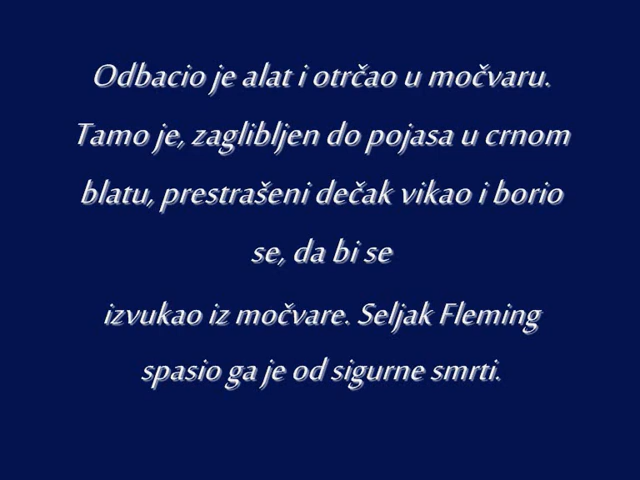 Odbacio je alat i otrčao u močvaru.
Tamo je, zaglibljen do pojasa u crnom
blatu, prestrašeni dečak vikao i borio
se, da bi se
izvukao iz močvare. Seljak Fleming
spasio ga je od sigurne smrti.